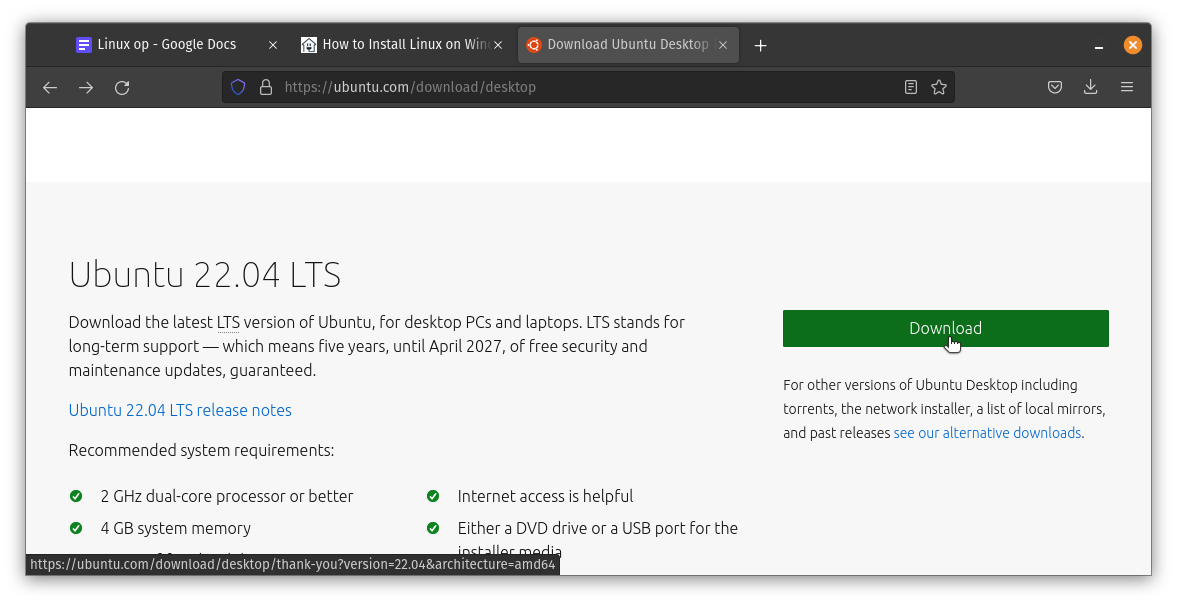 Linux op - Google Docs
How to Install Linux on Win
Download Ubuntu Desktop
https://ubuntu.com/download/desktop
Ubuntu 22.04 LTS
Download the latest LTS version of Ubuntu, for desktop PCs and laptops. LTS stands for
long-term support — which means five years, until April 2027, of free security and
maintenance updates, guaranteed.
Ubuntu 22.04 LTS release notes
Recommended system requirements:
2 GHz dual-core processor or better
4 GB system memory
Internet access is helpful
Either a DVD drive or a USB port for the
installer media
Download
For other versions of Ubuntu Desktop including
torrents, the network installer, a list of local mirrors,
and past releases see our alternative downloads.
https://ubuntu.com/download/desktop/thank-you?version=22.04&architecture=amd64